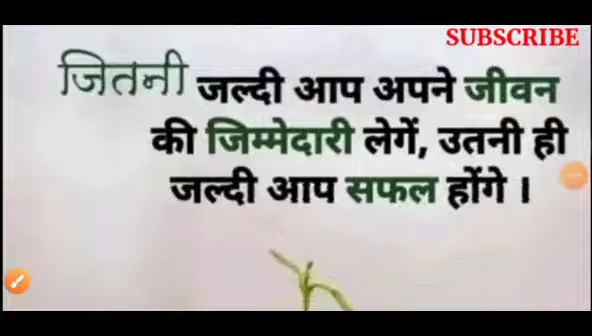 SUBSCRIBE
जितनी जल्दी आप अपने जीवन
की जिम्मेदारी लेगें, उतनी ही
जल्दी आप सफल होंगे ।